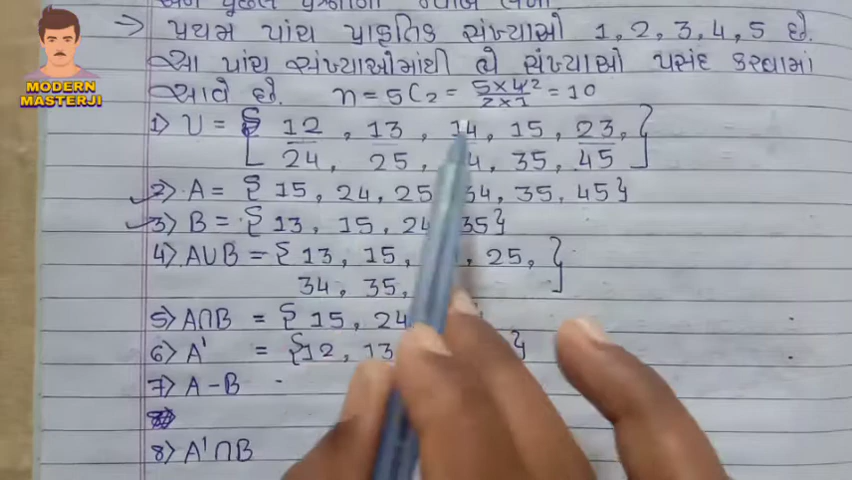 → પ્રથમ પાંચ પ્રાકૃતિક સંખ્યાઓ 1, 2, 3, 4, 5 છે.
આ પાંચ સંખ્યાઓમાંથી બે સંખ્યાઓ પસંદ કરવામાં
આવે છે. n = 5C2 = 5×4²/2×1 = 10
MODERN
MASTERJI
1) U = { 12, 13, 14, 15, 23,
24, 25, 35, 45 }
2) A = { 15, 24, 25, 34, 35, 45 }
3) B = { 13, 15, 24 35 }
4) A∪B = { 13, 15, 25,
34, 35, }
5) A∩B = { 15, 24
6) A' = { 12, 13 }
7) A - B -
8) A' ∩ B